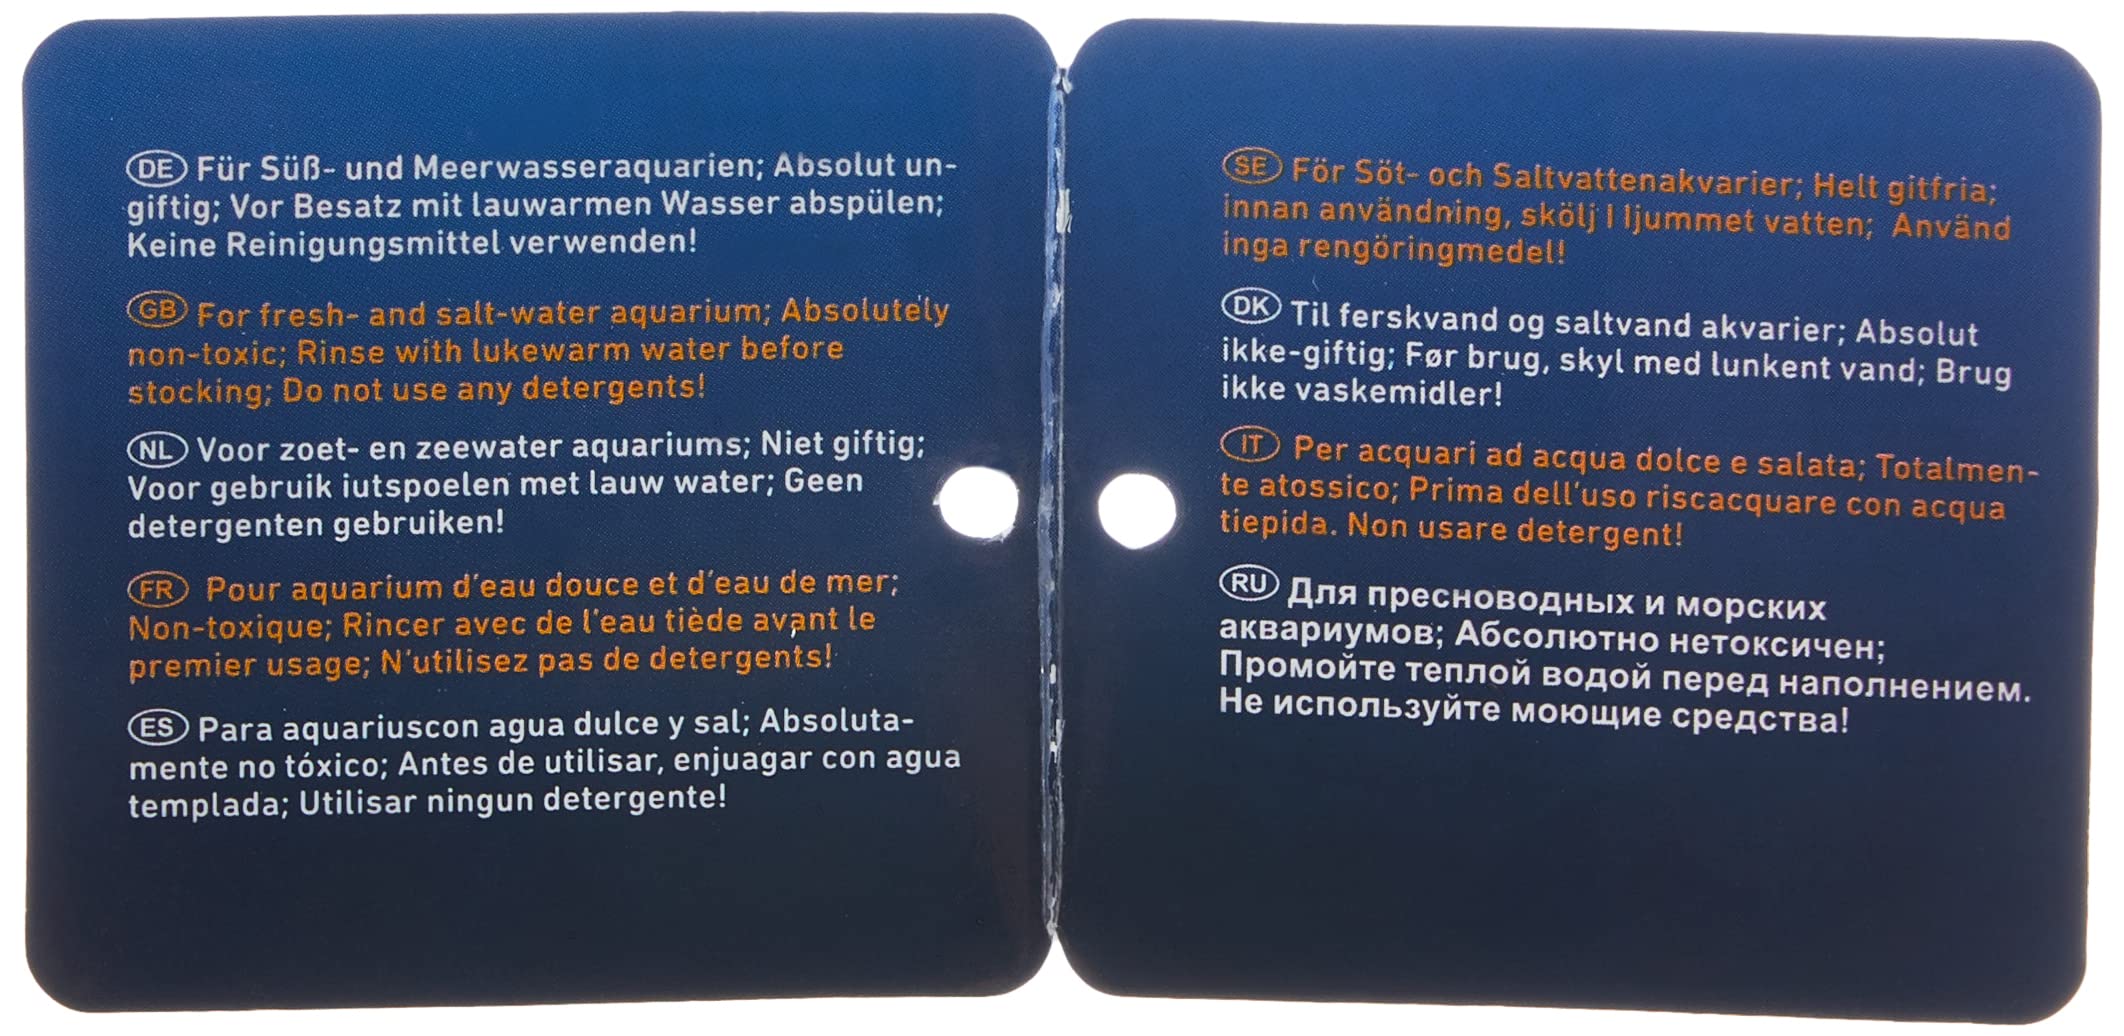 DE Für Süß- und Meerwasseraquarien; Absolut un-
giftig; Vor Besatz mit lauwarmen Wasser abspülen;
Keine Reinigungsmittel verwenden!
GB For fresh- and salt-water aquarium; Absolutely
non-toxic; Rinse with lukewarm water before
stocking; Do not use any detergents!
NL Voor zoet- en zeewater aquariums; Niet giftig;
Voor gebruik iutspoelen met lauw water; Geen
detergenten gebruiken!
FR Pour aquarium d'eau douce et d'eau de mer;
Non-toxique; Rincer avec de l'eau tiède avant le
premier usage; N'utilisez pas de detergents!
ES Para aquariuscon agua dulce y sal; Absoluta-
mente no tóxico; Antes de utilisar, enjuagar con agua
templada; Utilisar ningun detergente!
SE För Söt- och Saltvattenakvarier; Helt gitfria;
innan användning, skölj I ljummet vatten; Använd
inga rengöringmedel!
DK Til ferskvand og saltvand akvarier; Absolut
ikke-giftig; Før brug, skyl med lunkent vand; Brug
ikke vaskemidler!
IT Per acquari ad acqua dolce e salata; Totalmen-
te atossico; Prima dell'uso riscacquare con acqua
tiepida. Non usare detergent!
RU Для пресноводных и морских
аквариумов; Абсолютно нетоксичен;
Промойте теплой водой перед наполнением.
Не используйте моющие средства!